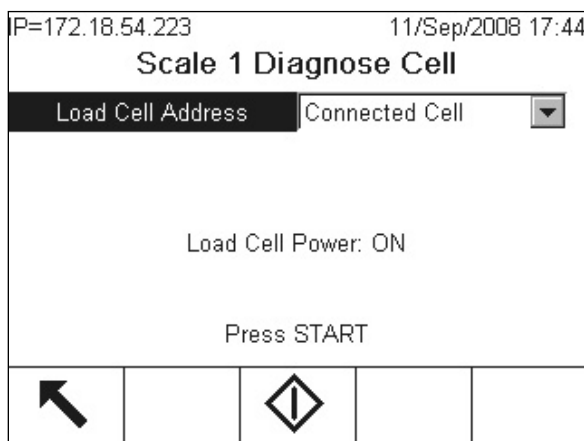 IP=172.18.54.223 11/Sep/2008 17:44
Scale 1 Diagnose Cell
Load Cell Address Connected Cell
Load Cell Power: ON
Press START